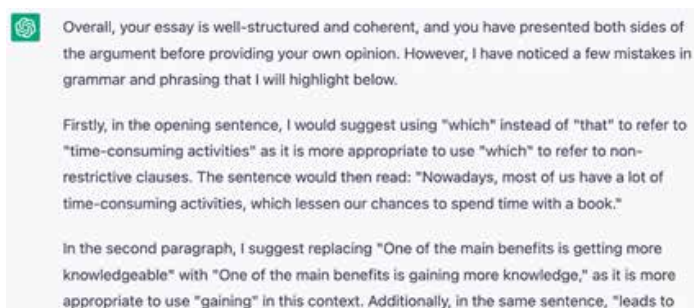 Overall, your essay is well-structured and coherent, and you have presented both sides of
the argument before providing your own opinion. However, I have noticed a few mistakes in
grammar and phrasing that I will highlight below.
Firstly, in the opening sentence, I would suggest using "which" instead of "that" to refer to
"time-consuming activities" as it is more appropriate to use "which" to refer to non-
restrictive clauses. The sentence would then read: "Nowadays, most of us have a lot of
time-consuming activities, which lessen our chances to spend time with a book."
In the second paragraph, I suggest replacing "One of the main benefits is getting more
knowledgeable" with "One of the main benefits is gaining more knowledge," as it is more
appropriate to use "gaining" in this context. Additionally, in the same sentence, "leads to